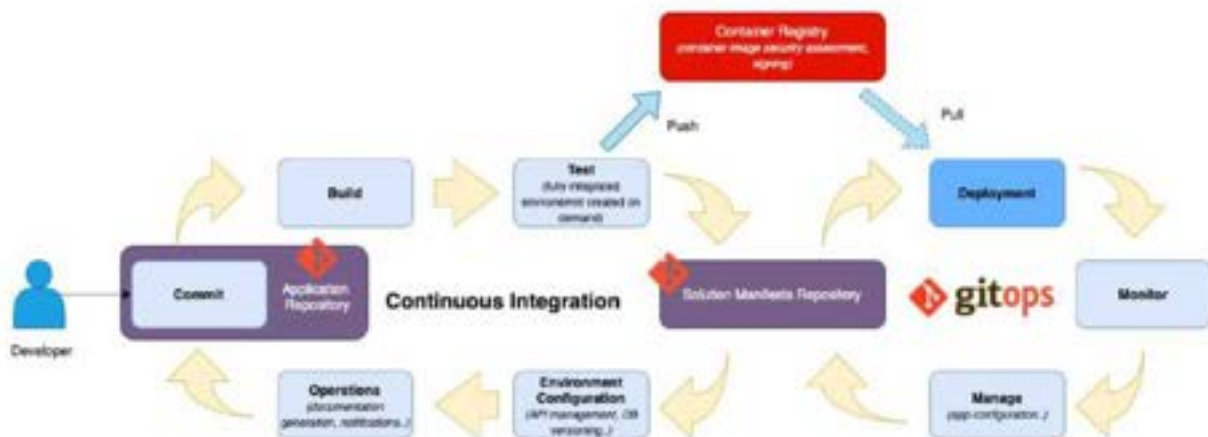 Container Registry
(container image security assessment,
signing)
Push
Pull
Build
Test
(fully integrated
environemnt created on
demand)
Deployment
Commit
Application
Repository
Continuous Integration
Solution Manifests Repository
gitops
Monitor
Developer
Operations
(documentation
generation, notifications..)
Environment
Configuration
(API management, DB
versioning..)
Manage
(app configuration..)